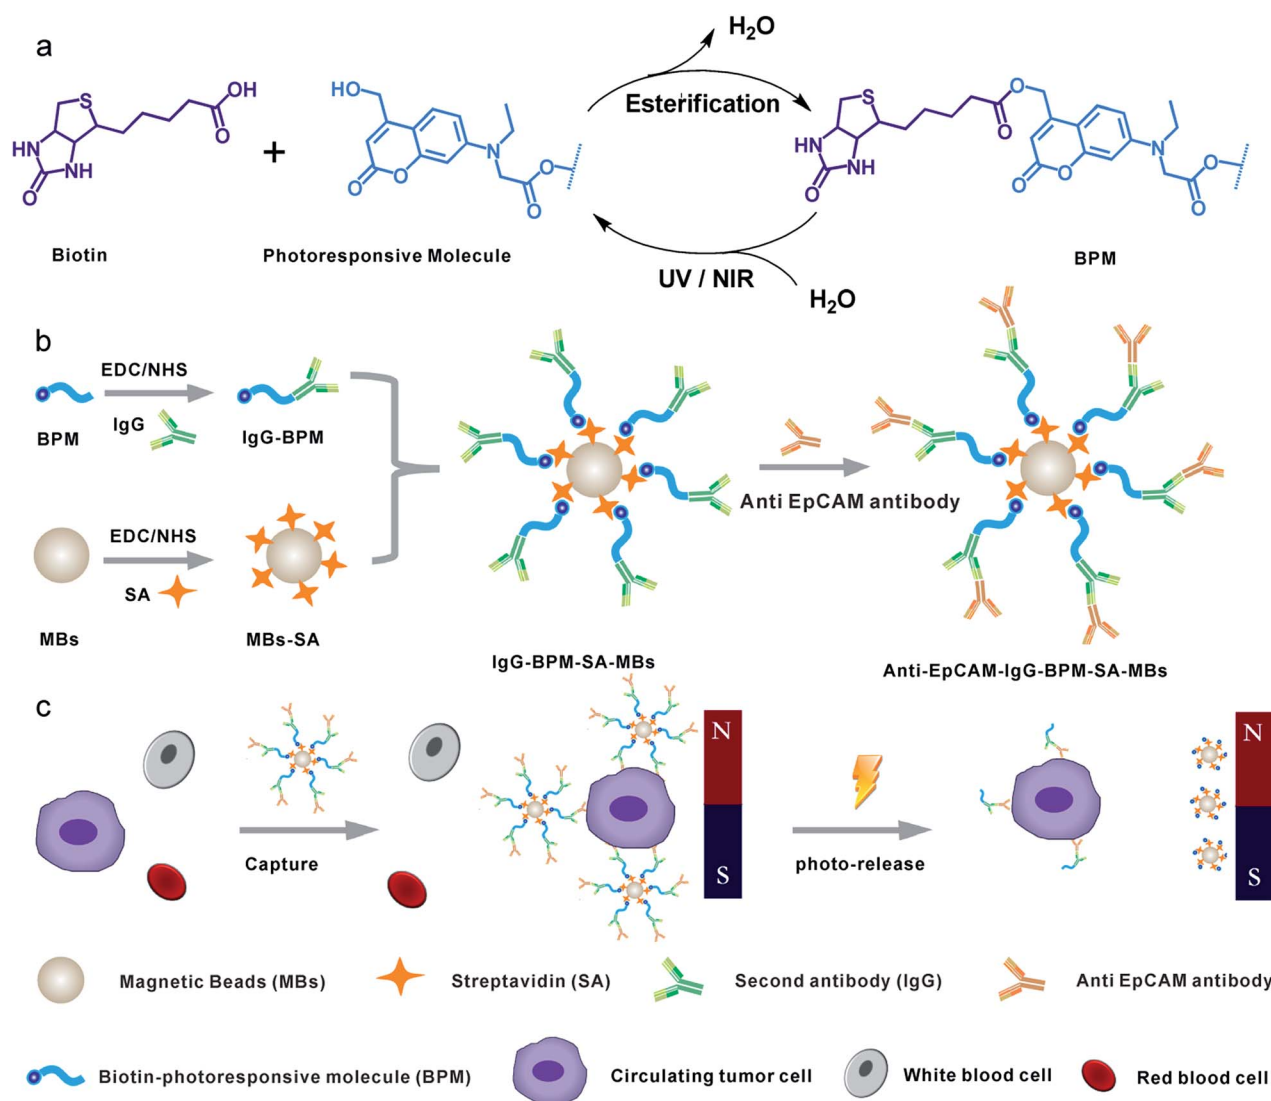 a
H₂O
Esterification
S
OH
O
HN
NH
O
+
HO
O
O
N
O
O
S
O
O
HN
NH
O
O
O
N
O
O
Biotin
Photoresponsive Molecule
UV / NIR
H₂O
BPM
b
EDC/NHS
IgG
BPM
IgG-BPM
EDC/NHS
SA
MBs
MBs-SA
IgG-BPM-SA-MBs
Anti EpCAM antibody
Anti-EpCAM-IgG-BPM-SA-MBs
c
Capture
N
S
photo-release
N
S
Magnetic Beads (MBs)
Streptavidin (SA)
Second antibody (IgG)
Anti EpCAM antibody
Biotin-photoresponsive molecule (BPM)
Circulating tumor cell
White blood cell
Red blood cell